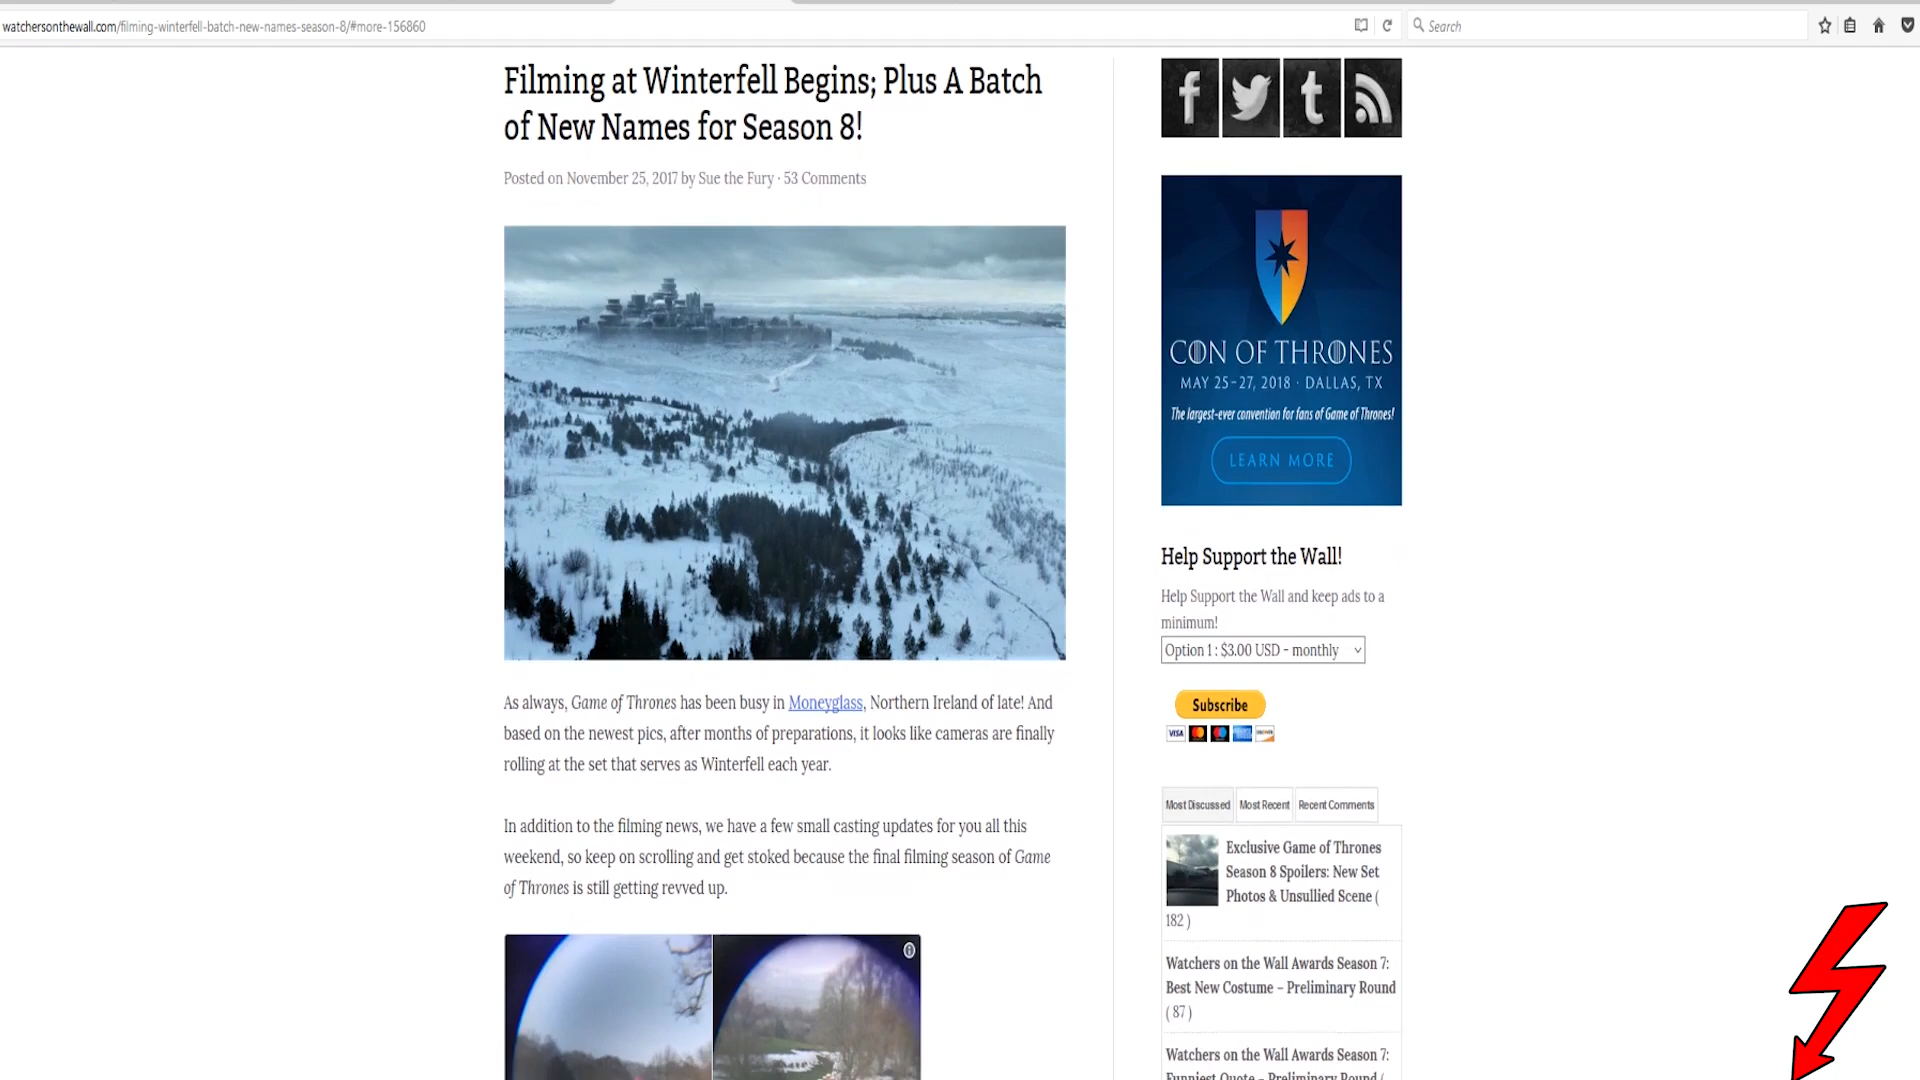 watchersonthewall.com/filming-winterfell-batch-new-names-season-8/#more-156860
Search
Filming at Winterfell Begins; Plus A Batch
of New Names for Season 8!
Posted on November 25, 2017 by Sue the Fury · 53 Comments
As always, Game of Thrones has been busy in Moneyglass, Northern Ireland of late! And
based on the newest pics, after months of preparations, it looks like cameras are finally
rolling at the set that serves as Winterfell each year.
In addition to the filming news, we have a few small casting updates for you all this
weekend, so keep on scrolling and get stoked because the final filming season of Game
of Thrones is still getting revved up.
CON OF THRONES
MAY 25-27, 2018 · DALLAS, TX
The largest-ever convention for fans of Game of Thrones!
LEARN MORE
Help Support the Wall!
Help Support the Wall and keep ads to a
minimum!
Option 1 : $3.00 USD - monthly
Subscribe
VISA
DISCOVER
Most Discussed Most Recent Recent Comments
Exclusive Game of Thrones
Season 8 Spoilers: New Set
Photos & Unsullied Scene (
182 )
Watchers on the Wall Awards Season 7:
Best New Costume – Preliminary Round
( 87 )
Watchers on the Wall Awards Season 7:
Funniest Quote – Preliminary Round (